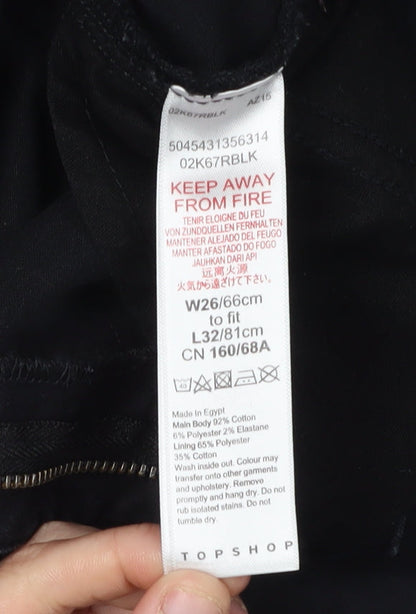 02K67RBLK AZ15
5045431356314
02K67RBLK
KEEP AWAY
FROM FIRE
TENIR ELOIGNE DU FEU
VON ZUNDQUELLEN FERNHALTEN
MANTENER ALEJADO DEL FEUGO
MANTER AFASTADO DO FOGO
JAUHKAN DARI API
远离火源
火気から遠ざけて下さい。
W26/66cm
to fit
L32/81cm
CN 160/68A
Made in Egypt
Main Body 92% Cotton
6% Polyester 2% Elastane
Lining 65% Polyester
35% Cotton
Wash inside out. Colour may
transfer onto other garments
and upholstery. Remove
promptly and hang dry. Do not
rub isolated stains. Do not
tumble dry.
TOPSHOP